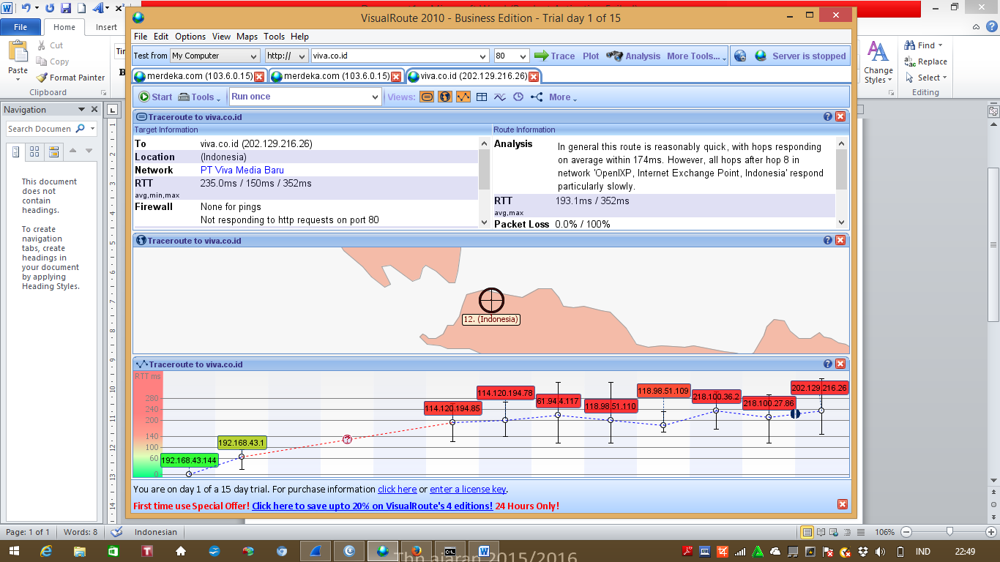 VisualRoute 2010 - Business Edition - Trial day 1 of 15
File
Home
Insert
Paste
Cut
Copy
Format Painter
Clipboard
Find
Replace
Select
Change
Styles
Editing
File Edit Options View Maps Tools Help
Test from My Computer http:// viva.co.id 80 Trace Plot Analysis More Tools... Server is stopped
merdeka.com (103.6.0.15) merdeka.com (103.6.0.15) viva.co.id (202.129.216.26)
Start Tools Run once Views: More
Navigation
Search Documen
This document
does not
contain
headings.
To create
navigation
tabs, create
headings in
your document
by applying
Heading Styles.
Traceroute to viva.co.id
Target Information
To viva.co.id (202.129.216.26)
Location (Indonesia)
Network PT Viva Media Baru
RTT 235.0ms / 150ms / 352ms
avg,min,max
Firewall None for pings
Not responding to http requests on port 80
Route Information
Analysis In general this route is reasonably quick, with hops responding
on average within 174ms. However, all hops after hop 8 in
network 'OpenIXP, Internet Exchange Point, Indonesia' respond
particularly slowly.
RTT 193.1ms / 352ms
avg,max
Packet Loss 0.0% / 100%
Traceroute to viva.co.id
12. (Indonesia)
Traceroute to viva.co.id
RTT ms
280
240
200
140
100
60
0
192.168.43.144
192.168.43.1
?
114.120.194.85
114.120.194.78
61.94.4.117
118.98.51.110
118.98.51.109
218.100.36.2
218.100.27.86
202.129.216.26
You are on day 1 of a 15 day trial. For purchase information click here or enter a license key.
First time use Special Offer! Click here to save upto 20% on VisualRoute's 4 editions! 24 Hours Only!
Page: 1 of 1 Words: 8 Indonesian
106%
Thn ajaran 2015/2016
IND 22:49